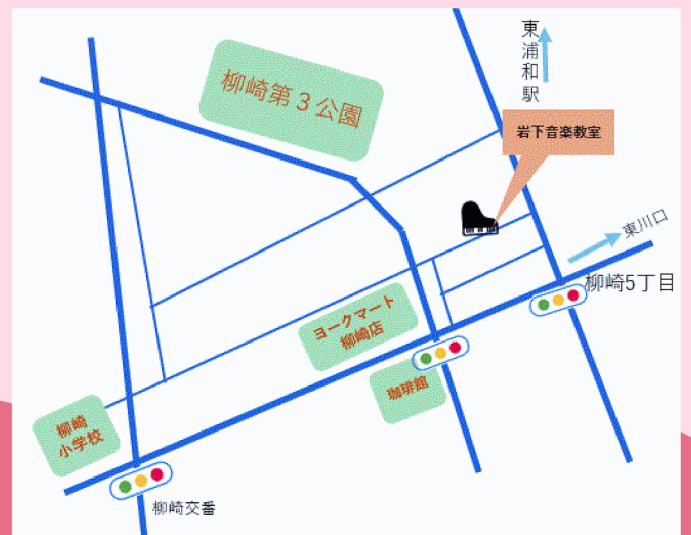 東浦和駅
柳崎第３公園
岩下音楽教室
東川口
柳崎5丁目
ヨークマート
柳崎店
珈琲館
柳崎
小学校
柳崎交番